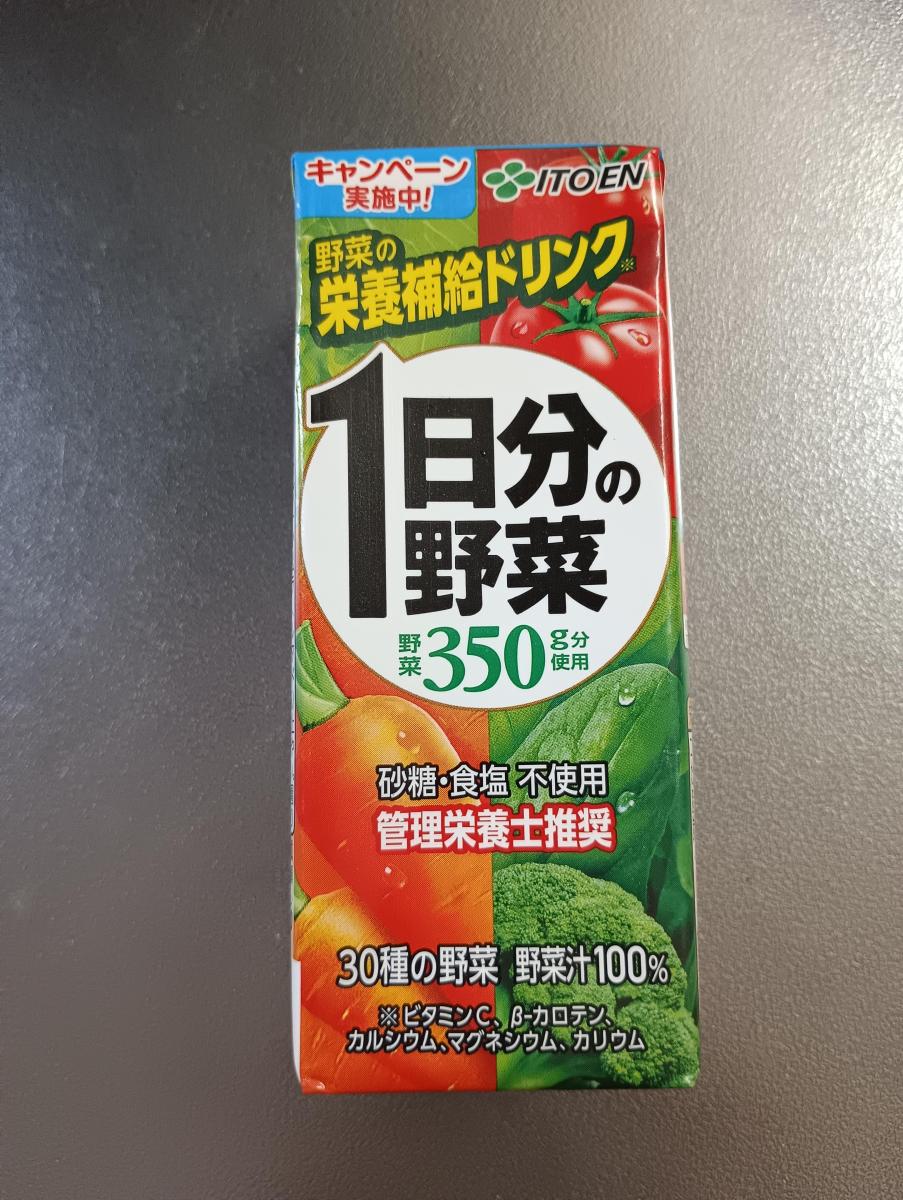 キャンペーン
実施中!
ITO EN
野菜の
栄養補給ドリンク※
1日分の
野菜
野菜350g分使用
砂糖・食塩 不使用
管理栄養士推奨
30種の野菜 野菜汁100%
※ビタミンC、β-カロテン、
カルシウム、マグネシウム、カリウム